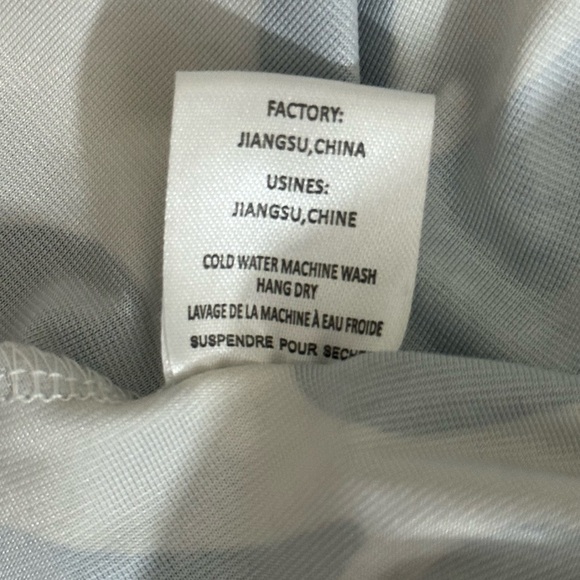 FACTORY:
JIANGSU,CHINA
USINES:
JIANGSU,CHINE
COLD WATER MACHINE WASH
HANG DRY
LAVAGE DE LA MACHINE À EAU FROIDE
SUSPENDRE POUR